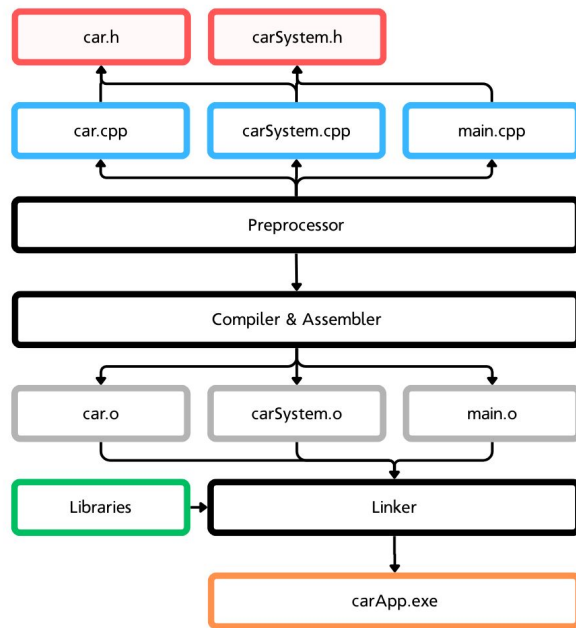 car.h
carSystem.h
car.cpp
carSystem.cpp
main.cpp
Preprocessor
Compiler & Assembler
car.o
carSystem.o
main.o
Libraries
Linker
carApp.exe